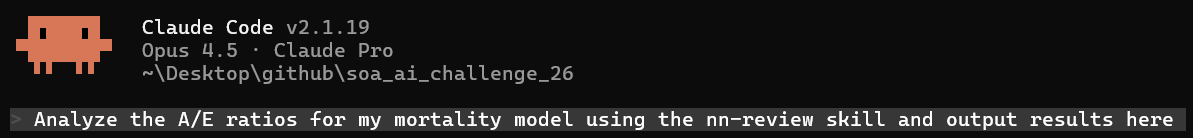 Claude Code v2.1.19
Opus 4.5 · Claude Pro
~\Desktop\github\soa_ai_challenge_26
> Analyze the A/E ratios for my mortality model using the nn-review skill and output results here